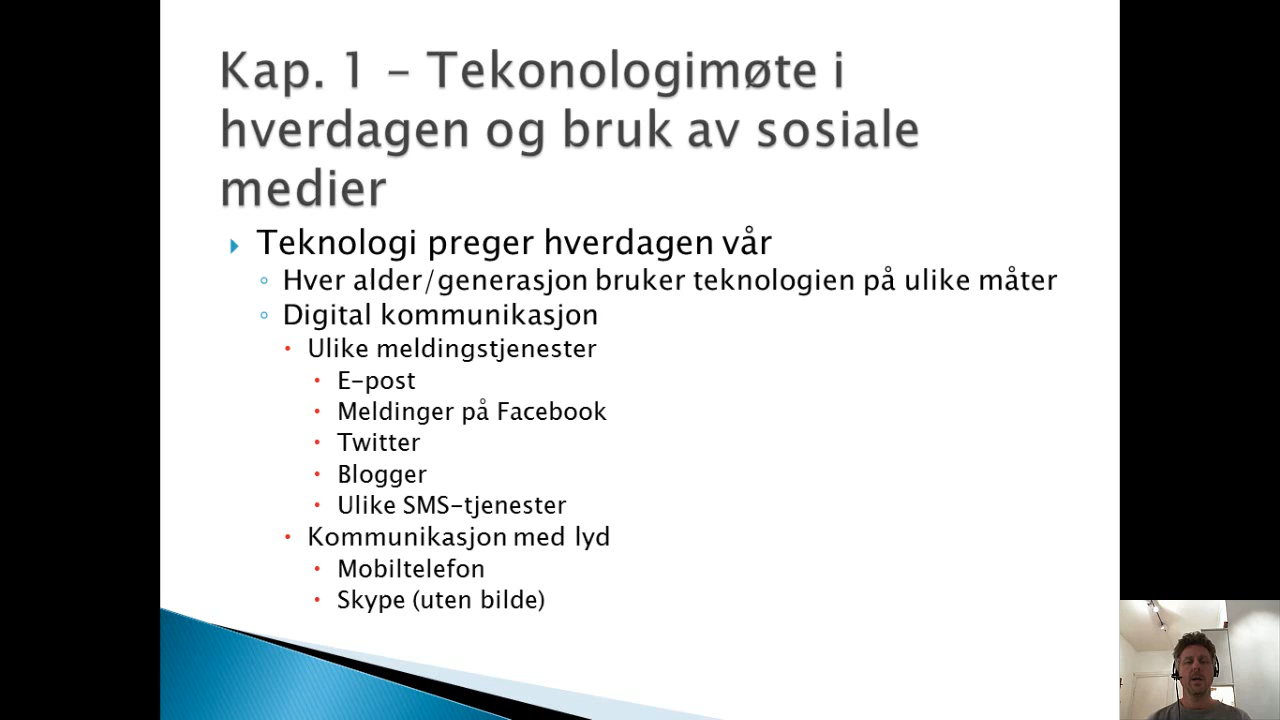 Kap. 1 – Tekonologimøte i
hverdagen og bruk av sosiale
medier
Teknologi preger hverdagen vår
Hver alder/generasjon bruker teknologien på ulike måter
Digital kommunikasjon
Ulike meldingstjenester
E-post
Meldinger på Facebook
Twitter
Blogger
Ulike SMS-tjenester
Kommunikasjon med lyd
Mobiltelefon
Skype (uten bilde)